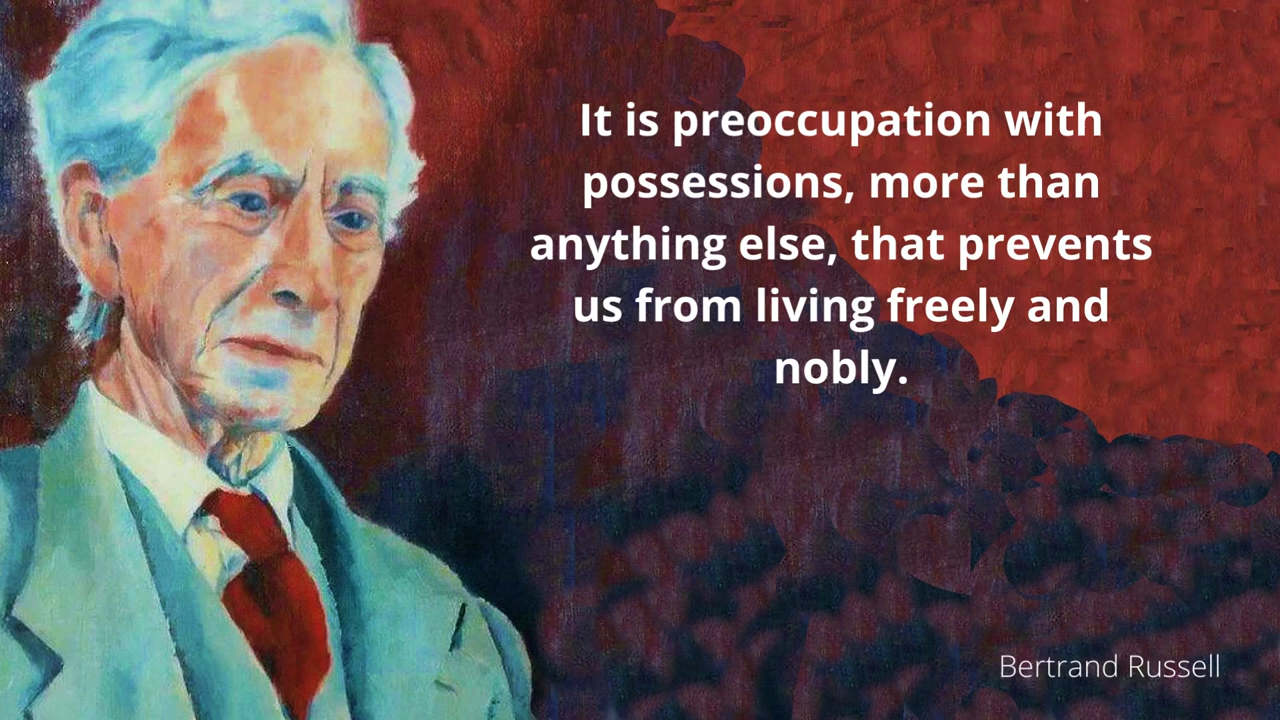 It is preoccupation with
possessions, more than
anything else, that prevents
us from living freely and
nobly.
Bertrand Russell